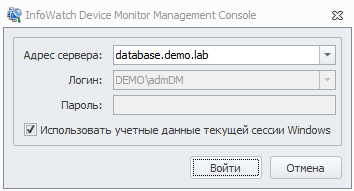 InfoWatch Device Monitor Management Console
Адрес сервера: database.demo.lab
Логин: DEMO\admDM
Пароль:
Использовать учетные данные текущей сессии Windows
Войти Отмена